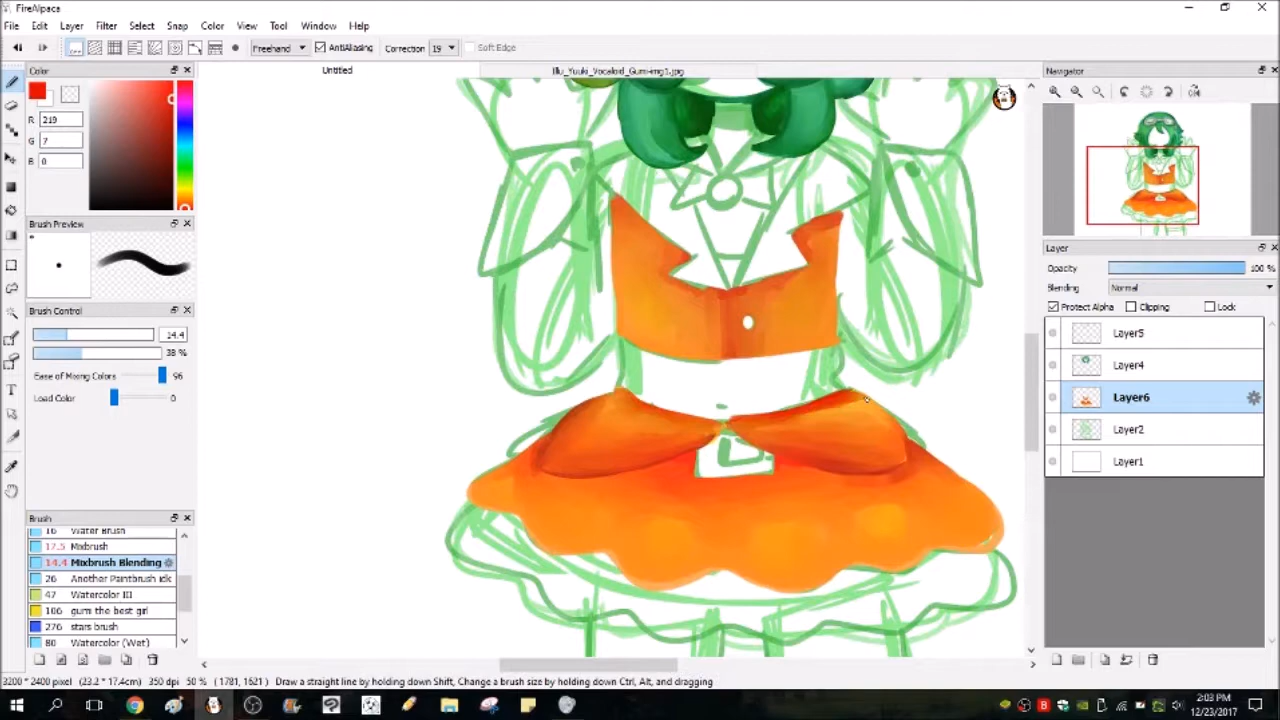 FireAlpaca
File Edit Layer Filter Select Snap Color View Tool Window Help
OFF Freehand AntiAliasing Correction 19 Soft Edge
Color
Untitled
Illu_Yuuki_Vocaloid_Gumi-img1.jpg
Navigator
R 219
G 7
B 0
Brush Preview
Layer
Opacity 100 %
Blending Normal
Protect Alpha Clipping Lock
Brush Control
14.4
38 %
Ease of Mixing Colors 96
Load Color 0
Layer5
Layer4
Layer6
Layer2
Layer1
Brush
16 Water Brush
17.5 Mixbrush
14.4 Mixbrush Blending
26 Another Paintbrush idk
47 Watercolor III
106 gumi the best girl
276 stars brush
80 Watercolor (Wet)
3200 * 2400 pixel (23.2 * 17.4cm) 350 dpi 50 % (1781, 1521) Draw a straight line by holding down Shift, Change a brush size by holding down Ctrl, Alt, and dragging
2:03 PM
12/23/2017